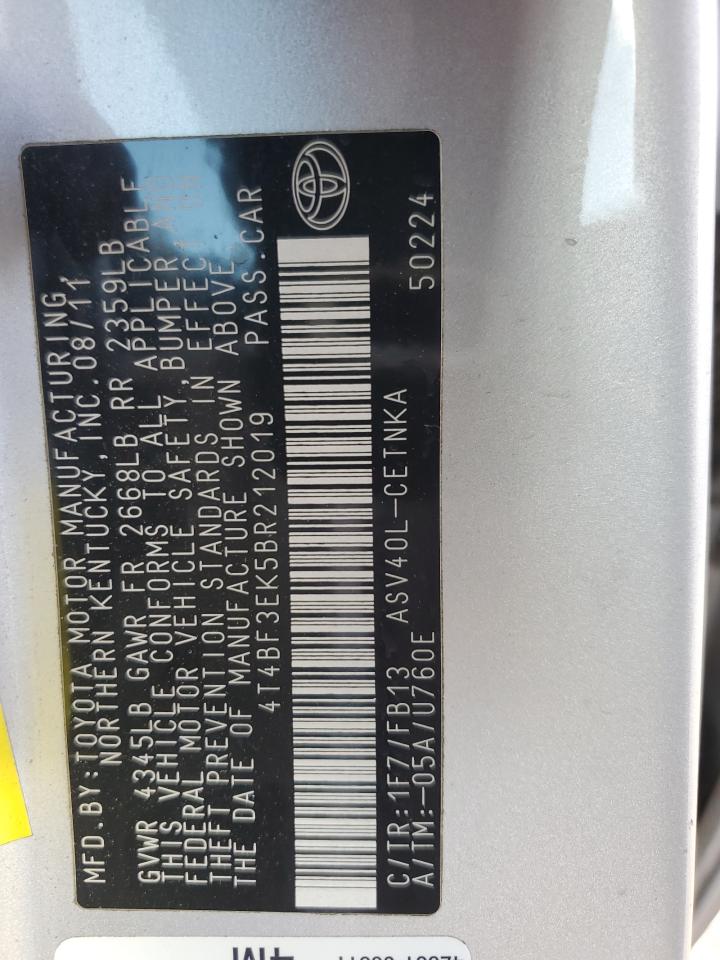 MFD.BY:TOYOTA MOTOR MANUFACTURING,
NORTHERN KENTUCKY,INC.08/11
GVWR 4345LB GAWR FR 2668LB RR 2359LB
THIS VEHICLE CONFORMS TO ALL APPLICABLE
FEDERAL MOTOR VEHICLE SAFETY,BUMPER AND
THEFT PREVENTION STANDARDS IN EFFECT ON
THE DATE OF MANUFACTURE SHOWN ABOVE.
4T4BF3EK5BR212019 PASS.CAR
C/TR:1F7/FB13 ASV40L-CETNKA
A/TM:-05A/U760E 50224